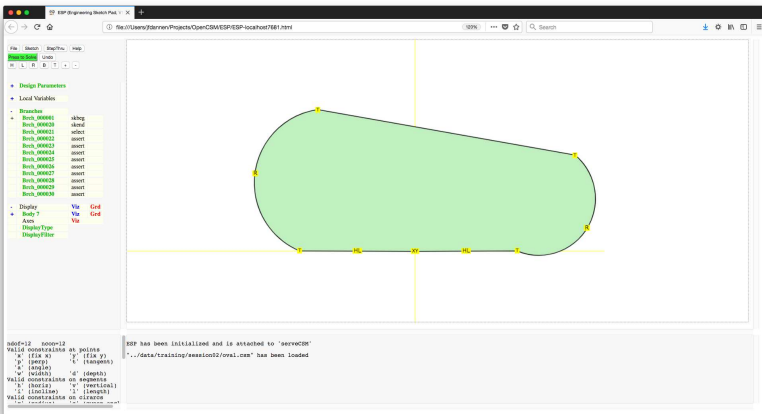 ESP (Engineering Sketch Pad)
file:///Users/jfdannen/Projects/OpenCSM/ESP/ESP-localhost7681.html
120%
Search
File Sketch StepThru Help
Press to Solve Undo
H L R B T + -
+ Design Parameters
+ Local Variables
- Branches
+ Brch_000001 skbeg
Brch_000020 skend
Brch_000021 select
Brch_000022 assert
Brch_000023 assert
Brch_000024 assert
Brch_000025 assert
Brch_000026 assert
Brch_000027 assert
Brch_000028 assert
Brch_000029 assert
Brch_000030 assert
- Display Viz Grd
+ Body 7 Viz Grd
Axes Viz
DisplayType
DisplayFilter
T
T
R
R
T HL XY HL T
ndof=12 ncon=12
Valid constraints at points
'x' (fix x) 'y' (fix y)
'p' (perp) 't' (tangent)
'a' (angle)
'w' (width) 'd' (depth)
Valid constraints on segments
'h' (horiz) 'v' (vertical)
'i' (incline) 'l' (length)
Valid constraints on cirarcs
ESP has been initialized and is attached to 'serveCSM'
"../data/training/session02/oval.csm" has been loaded